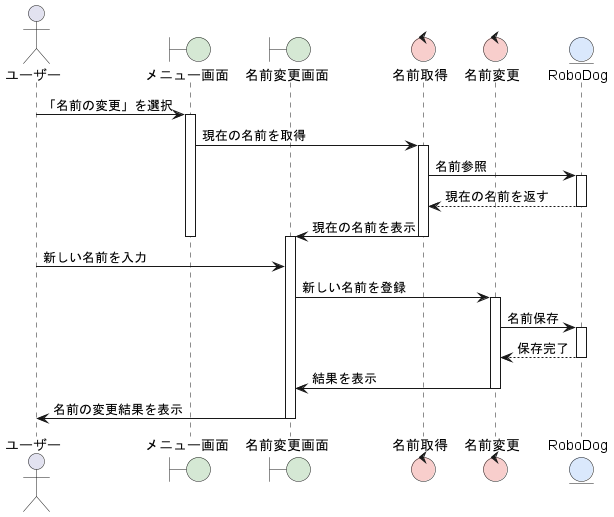 ユーザー
メニュー画面
名前変更画面
名前取得
名前変更
RoboDog
「名前の変更」を選択
現在の名前を取得
名前参照
現在の名前を返す
現在の名前を表示
新しい名前を入力
新しい名前を登録
名前保存
保存完了
結果を表示
名前の変更結果を表示
ユーザー
メニュー画面
名前変更画面
名前取得
名前変更
RoboDog